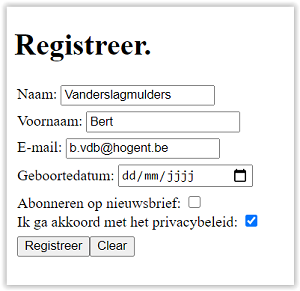 Registreer.
Naam: Vanderslagmulders
Voornaam: Bert
E-mail: b.vdb@hogent.be
Geboortedatum: dd/mm/jjjj
Abonneren op nieuwsbrief:
Ik ga akkoord met het privacybeleid:
Registreer Clear